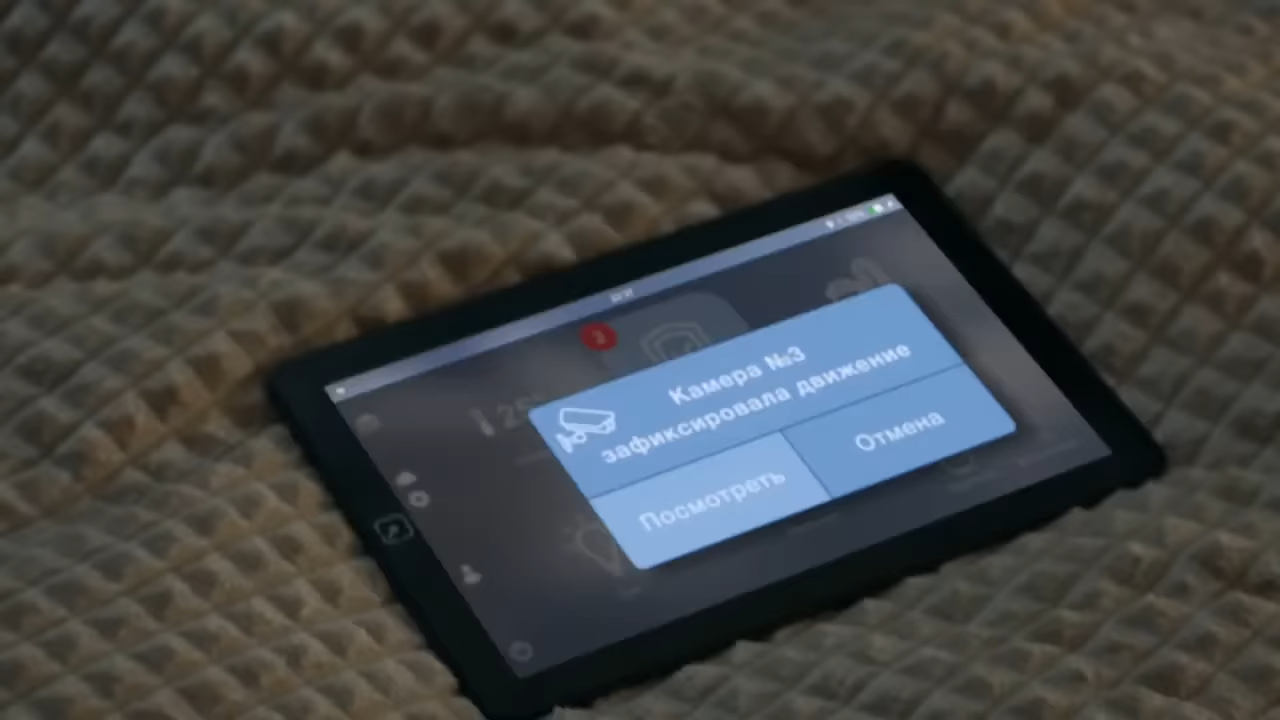 Камера №3
зафиксировала движение
Посмотреть
Отмена